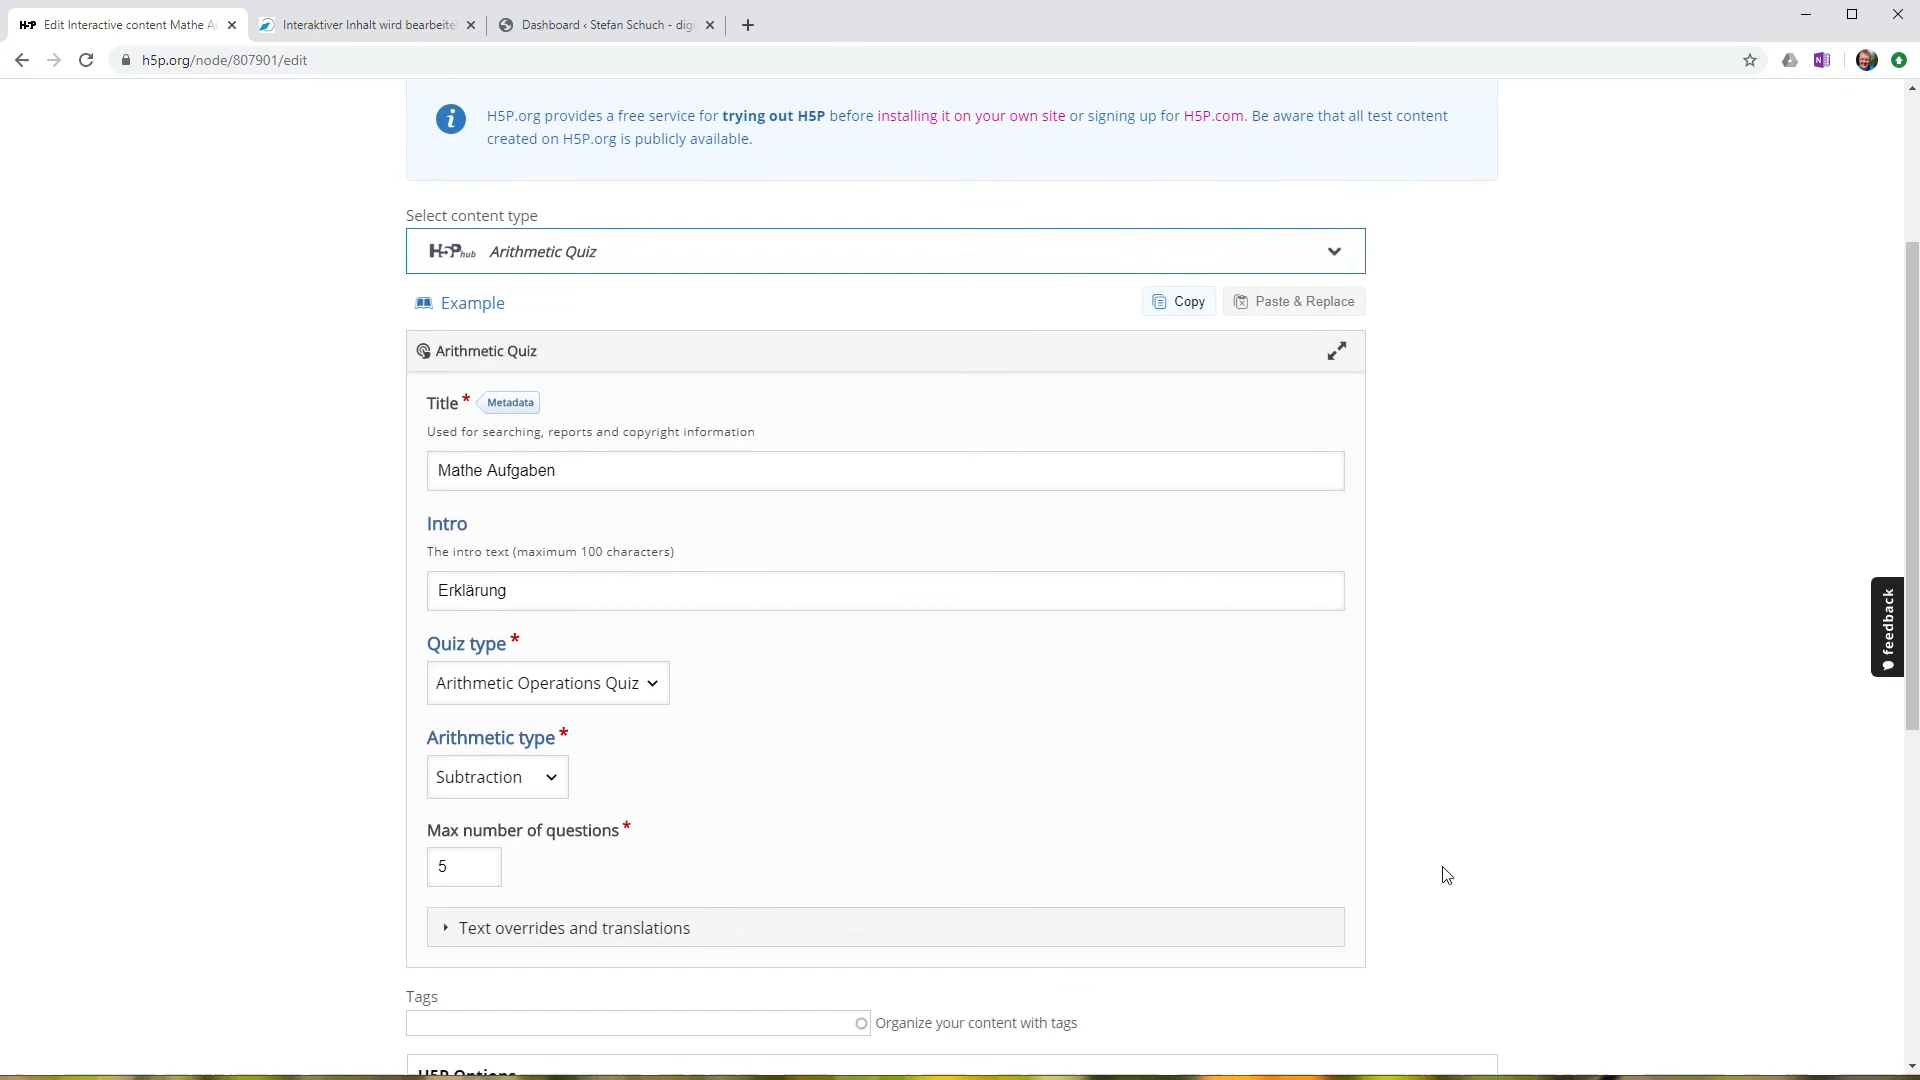 Edit Interactive content Mathe A
Interaktiver Inhalt wird bearbeite
Dashboard ‹ Stefan Schuch - digi
h5p.org/node/807901/edit
H5P.org provides a free service for trying out H5P before installing it on your own site or signing up for H5P.com. Be aware that all test content
created on H5P.org is publicly available.
Select content type
H5P hub Arithmetic Quiz
Example
Copy
Paste & Replace
Arithmetic Quiz
Title * Metadata
Used for searching, reports and copyright information
Mathe Aufgaben
Intro
The intro text (maximum 100 characters)
Erklärung
feedback
Quiz type *
Arithmetic Operations Quiz
Arithmetic type *
Subtraction
Max number of questions *
5
Text overrides and translations
Tags
Organize your content with tags
H5P Options